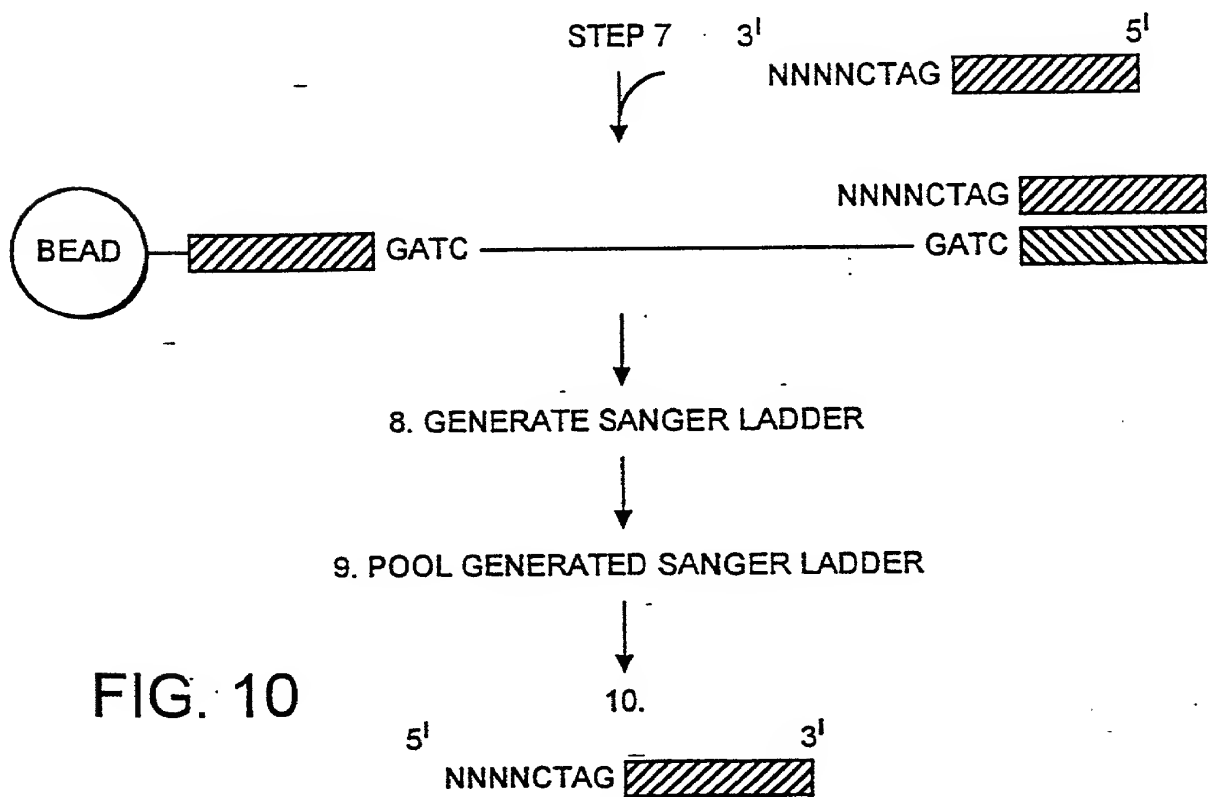 STEP 7 3' 5'
NNNNCTAG
NNNNCTAG
BEAD GATC GATC
8. GENERATE SANGER LADDER
9. POOL GENERATED SANGER LADDER
FIG. 10
10.
5' 3'
NNNNCTAG